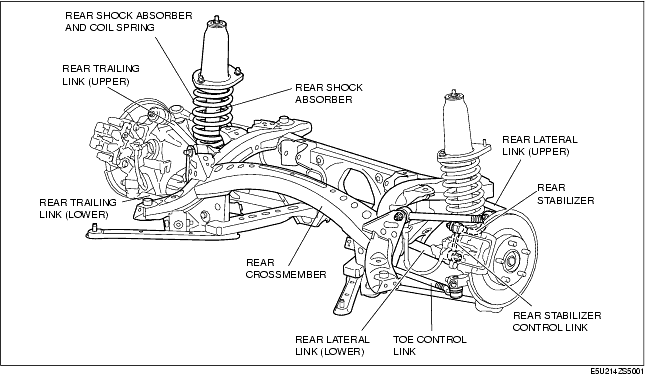 REAR SHOCK ABSORBER
AND COIL SPRING
REAR TRAILING
LINK (UPPER)
REAR SHOCK
ABSORBER
REAR LATERAL
LINK (UPPER)
REAR
STABILIZER
REAR TRAILING
LINK (LOWER)
REAR
CROSSMEMBER
REAR STABILIZER
CONTROL LINK
REAR LATERAL
LINK (LOWER)
TOE CONTROL
LINK
E5U214ZS5001